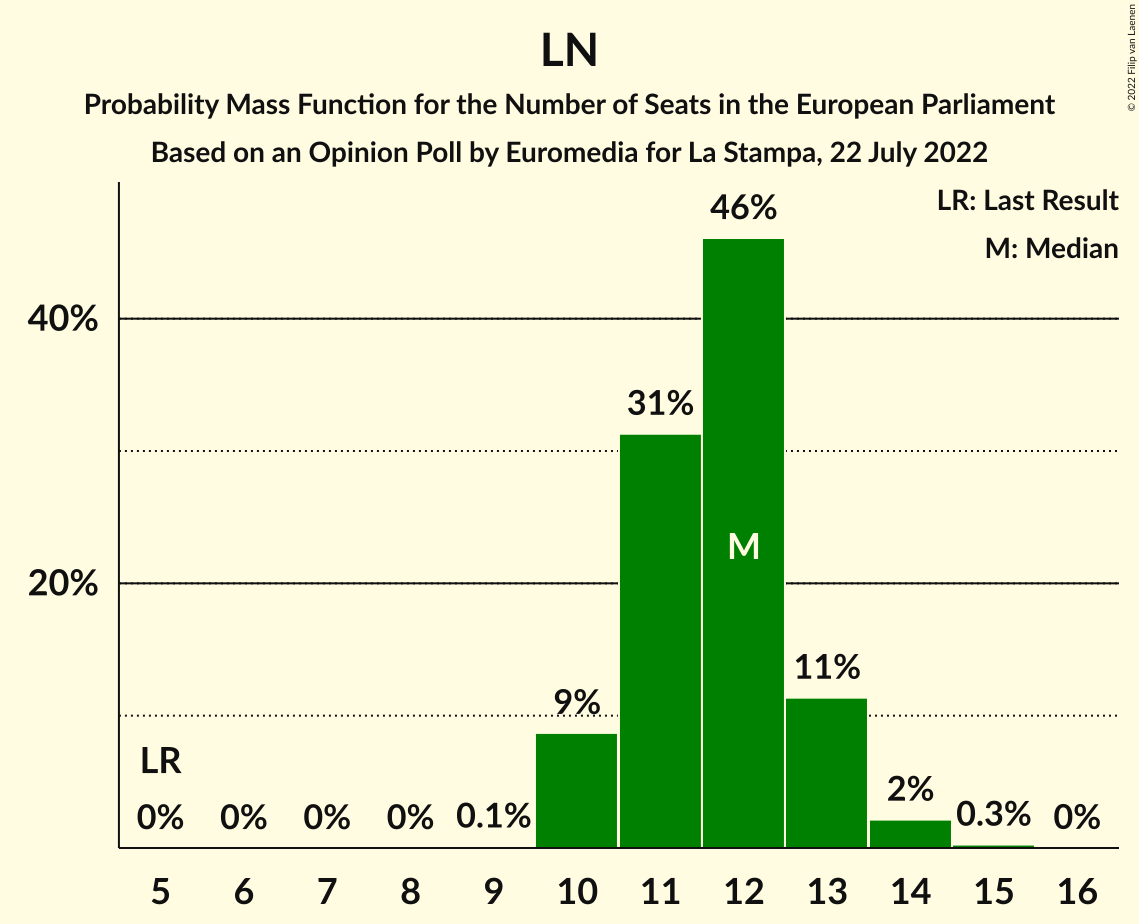 LN
Probability Mass Function for the Number of Seats in the European Parliament
Based on an Opinion Poll by Euromedia for La Stampa, 22 July 2022
© 2022 Filip van Laenen
LR: Last Result
M: Median
46%
40%
31%
M
20%
11%
9%
LR
2%
0% 0% 0% 0% 0.1% 0.3% 0%
5 6 7 8 9 10 11 12 13 14 15 16